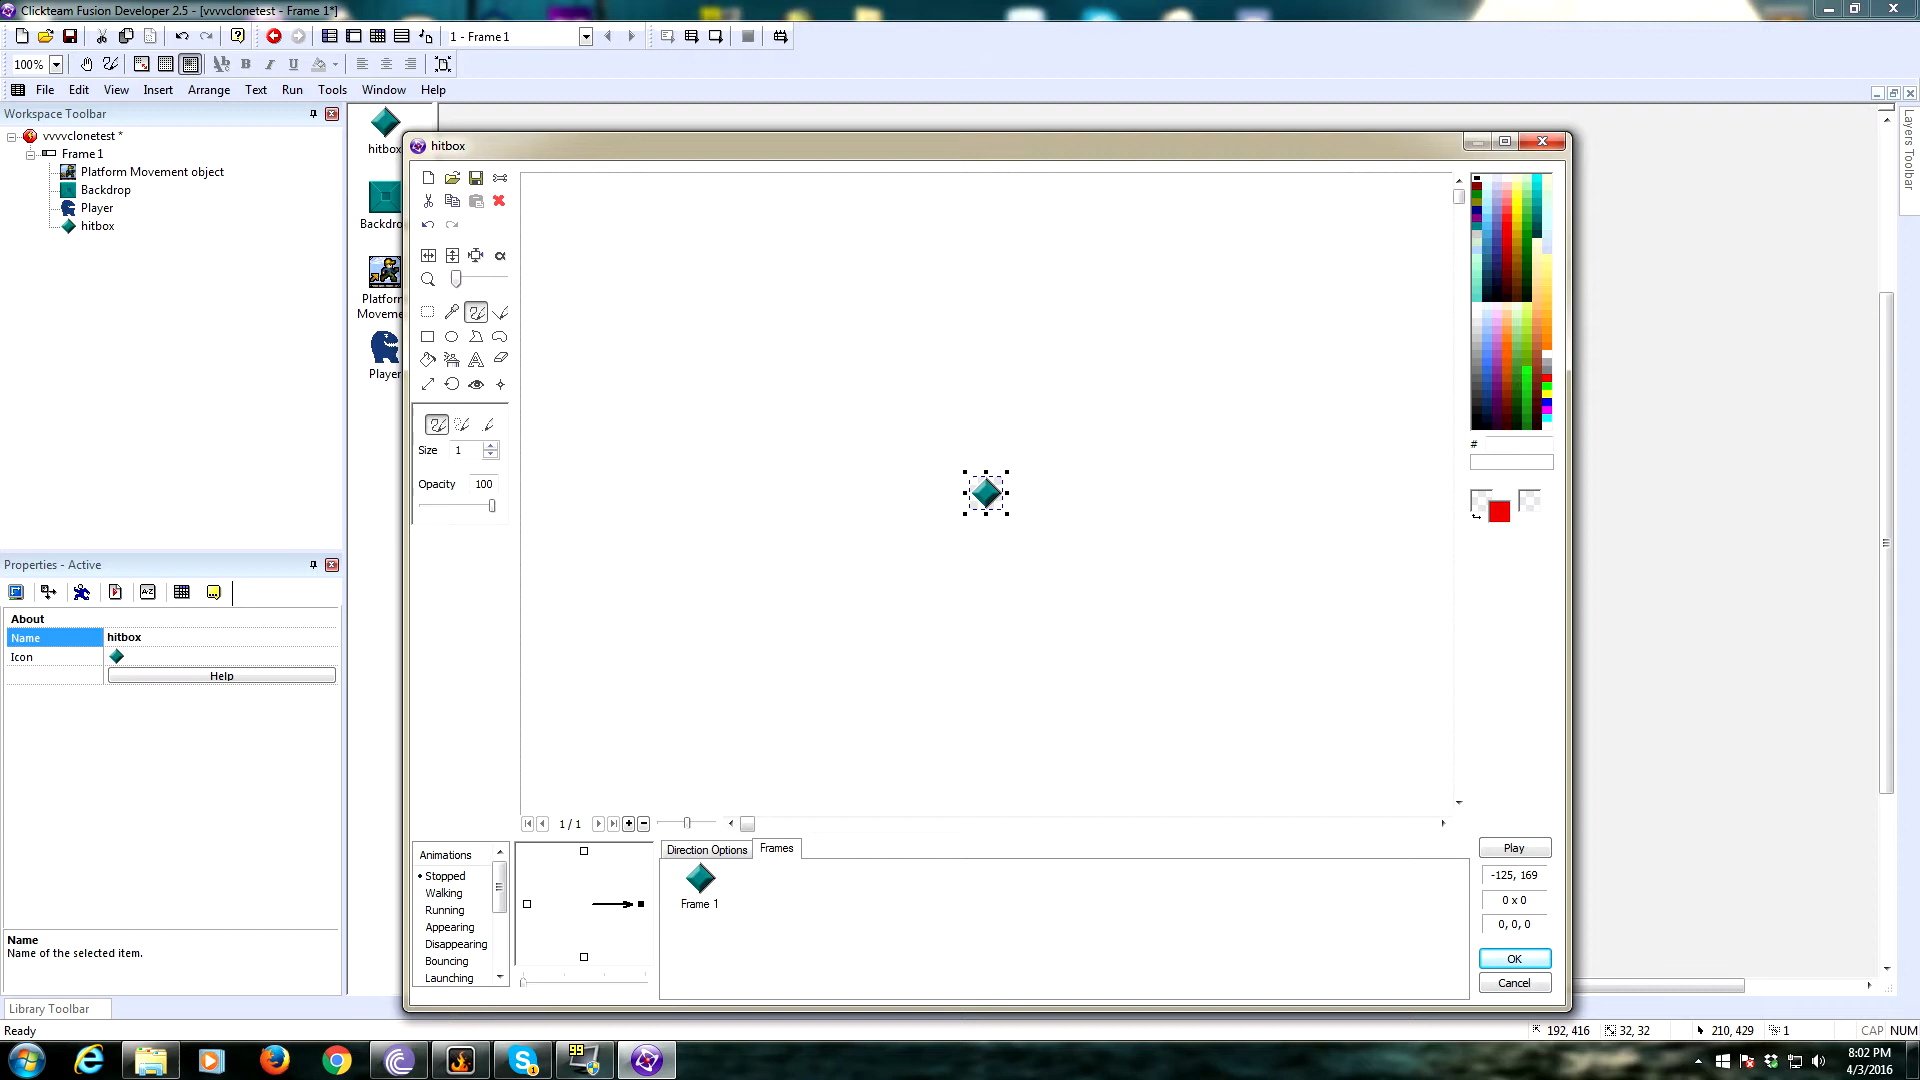 Clickteam Fusion Developer 2.5 - [vvvvclonetest - Frame 1*]
1 - Frame 1
100%
File Edit View Insert Arrange Text Run Tools Window Help
Workspace Toolbar
vvvvclonetest *
Frame 1
Platform Movement object
Backdrop
Player
hitbox
hitbox
Backdro
Platform
Moveme
Player
Layers Toolbar
hitbox
Size 1
Opacity 100
#
1 / 1
Animations
Stopped
Walking
Running
Appearing
Disappearing
Bouncing
Launching
Direction Options Frames
Frame 1
Play
-125, 169
0 x 0
0, 0, 0
OK
Cancel
Properties - Active
About
Name hitbox
Icon
Help
Name
Name of the selected item.
Library Toolbar
Ready
192, 416 32, 32 210, 429 1 CAP NUM
99
1
8:02 PM
4/3/2016